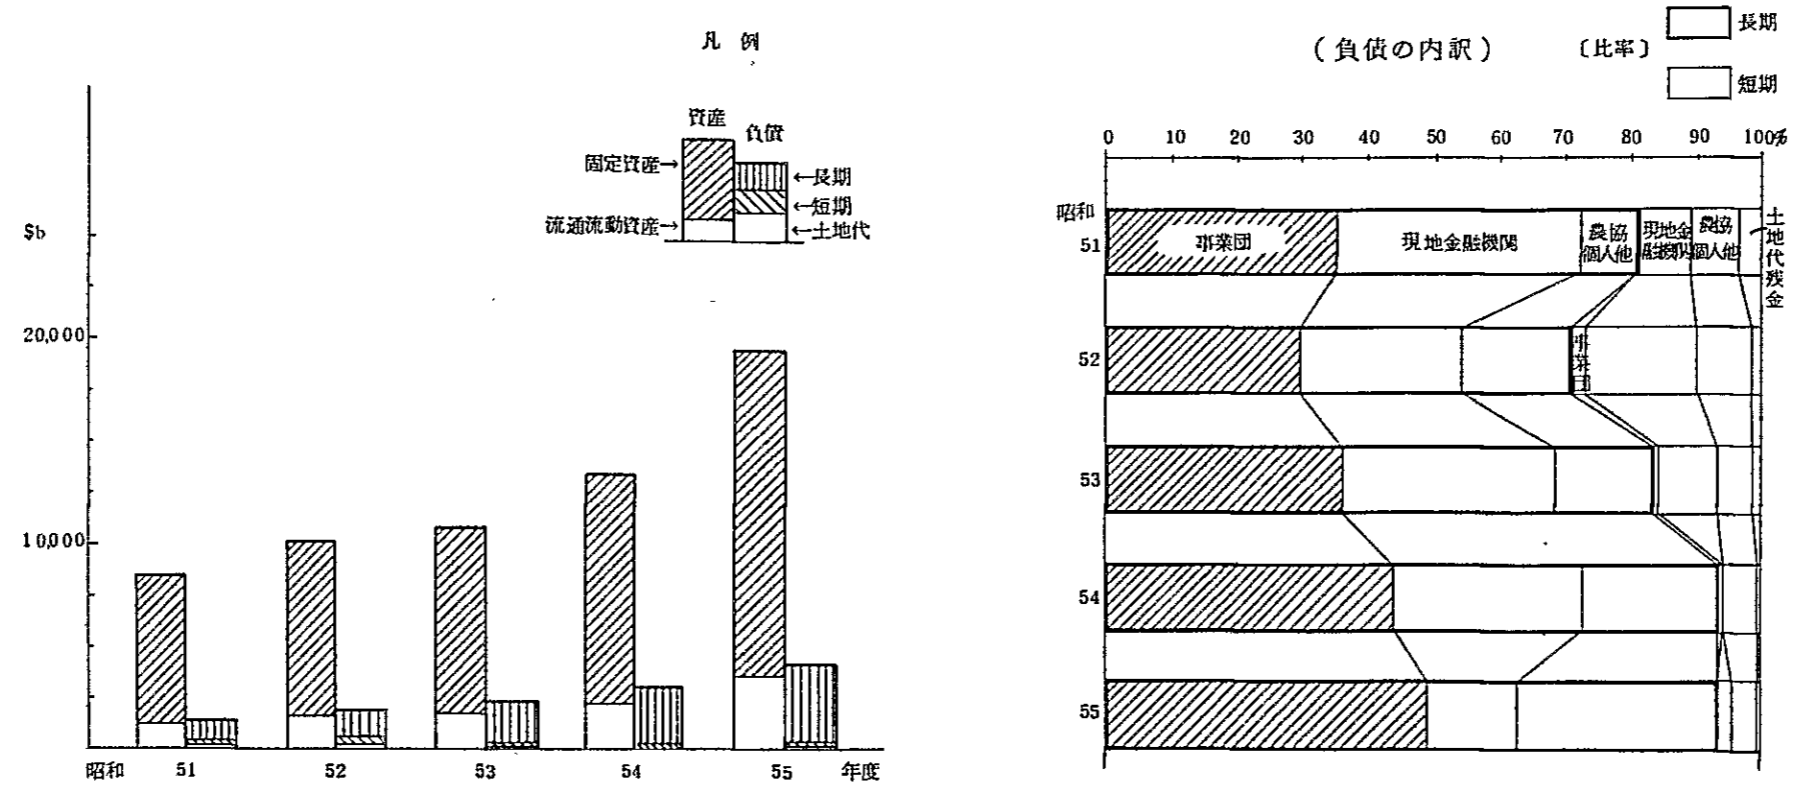 凡 例
資産
負債
固定資産→
←長期
←短期
流通流動資産→
←土地代
$b
20,000
10,000
昭和 51 52 53 54 55 年度
(負債の内訳) 〔比率〕
長期
短期
0 10 20 30 40 50 60 70 80 90 100%
昭和
51
事業団
現地金融機関
農協
個人他
現地金
融機関
農協
個人他
土地代残金
52
事業団
53
54
55